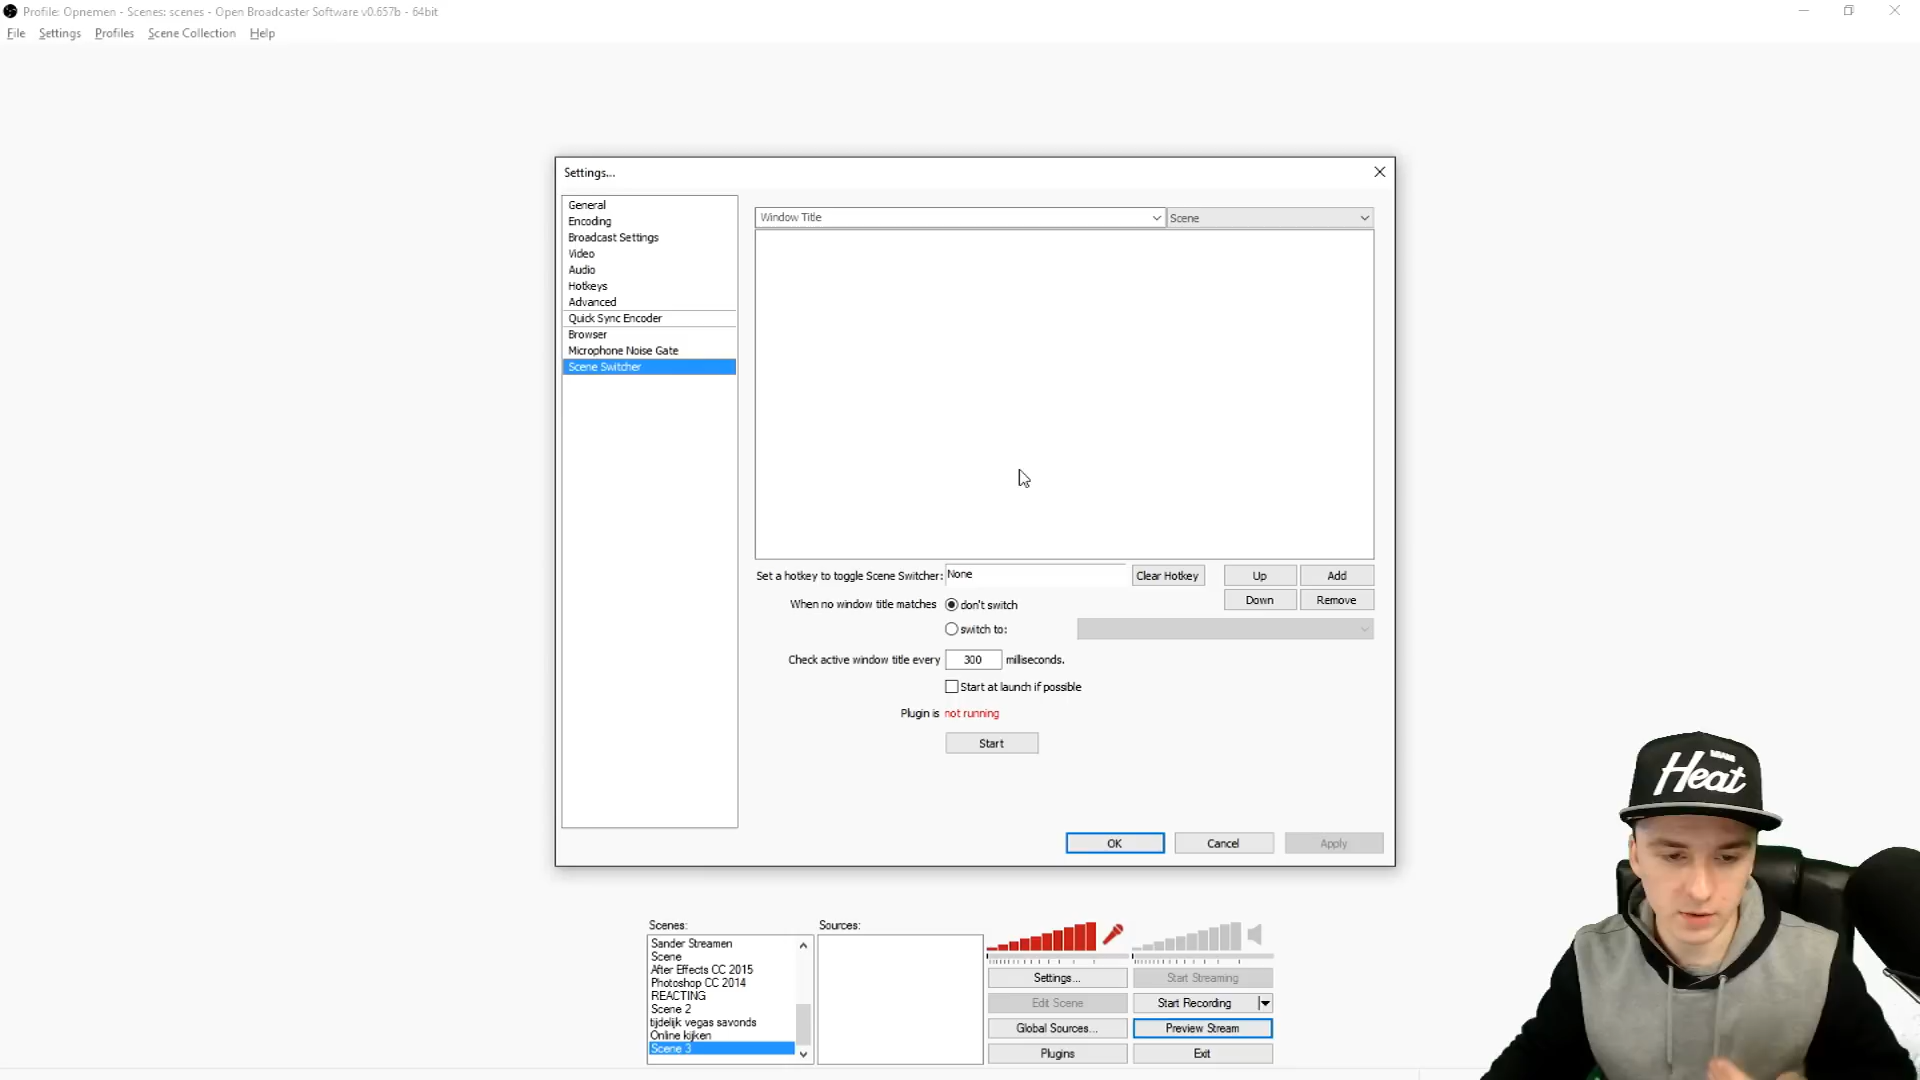 Profile: Opnemen - Scenes: scenes - Open Broadcaster Software v0.657b - 64bit
File Settings Profiles Scene Collection Help
Settings...
General
Encoding
Broadcast Settings
Video
Audio
Hotkeys
Advanced
Quick Sync Encoder
Browser
Microphone Noise Gate
Scene Switcher
Window Title
Scene
Set a hotkey to toggle Scene Switcher: None
Clear Hotkey
Up
Add
When no window title matches
don't switch
Down
Remove
switch to:
Check active window title every 300 milliseconds.
Start at launch if possible
Plugin is not running
Start
OK
Cancel
Apply
Scenes:
Sources:
Sander Streamen
Scene
After Effects CC 2015
Photoshop CC 2014
REACTING
Scene 2
tijdelijk vegas savonds
Online kijken
Scene 3
Settings...
Start Streaming
Edit Scene
Start Recording
Global Sources...
Preview Stream
Plugins
Exit
Heat